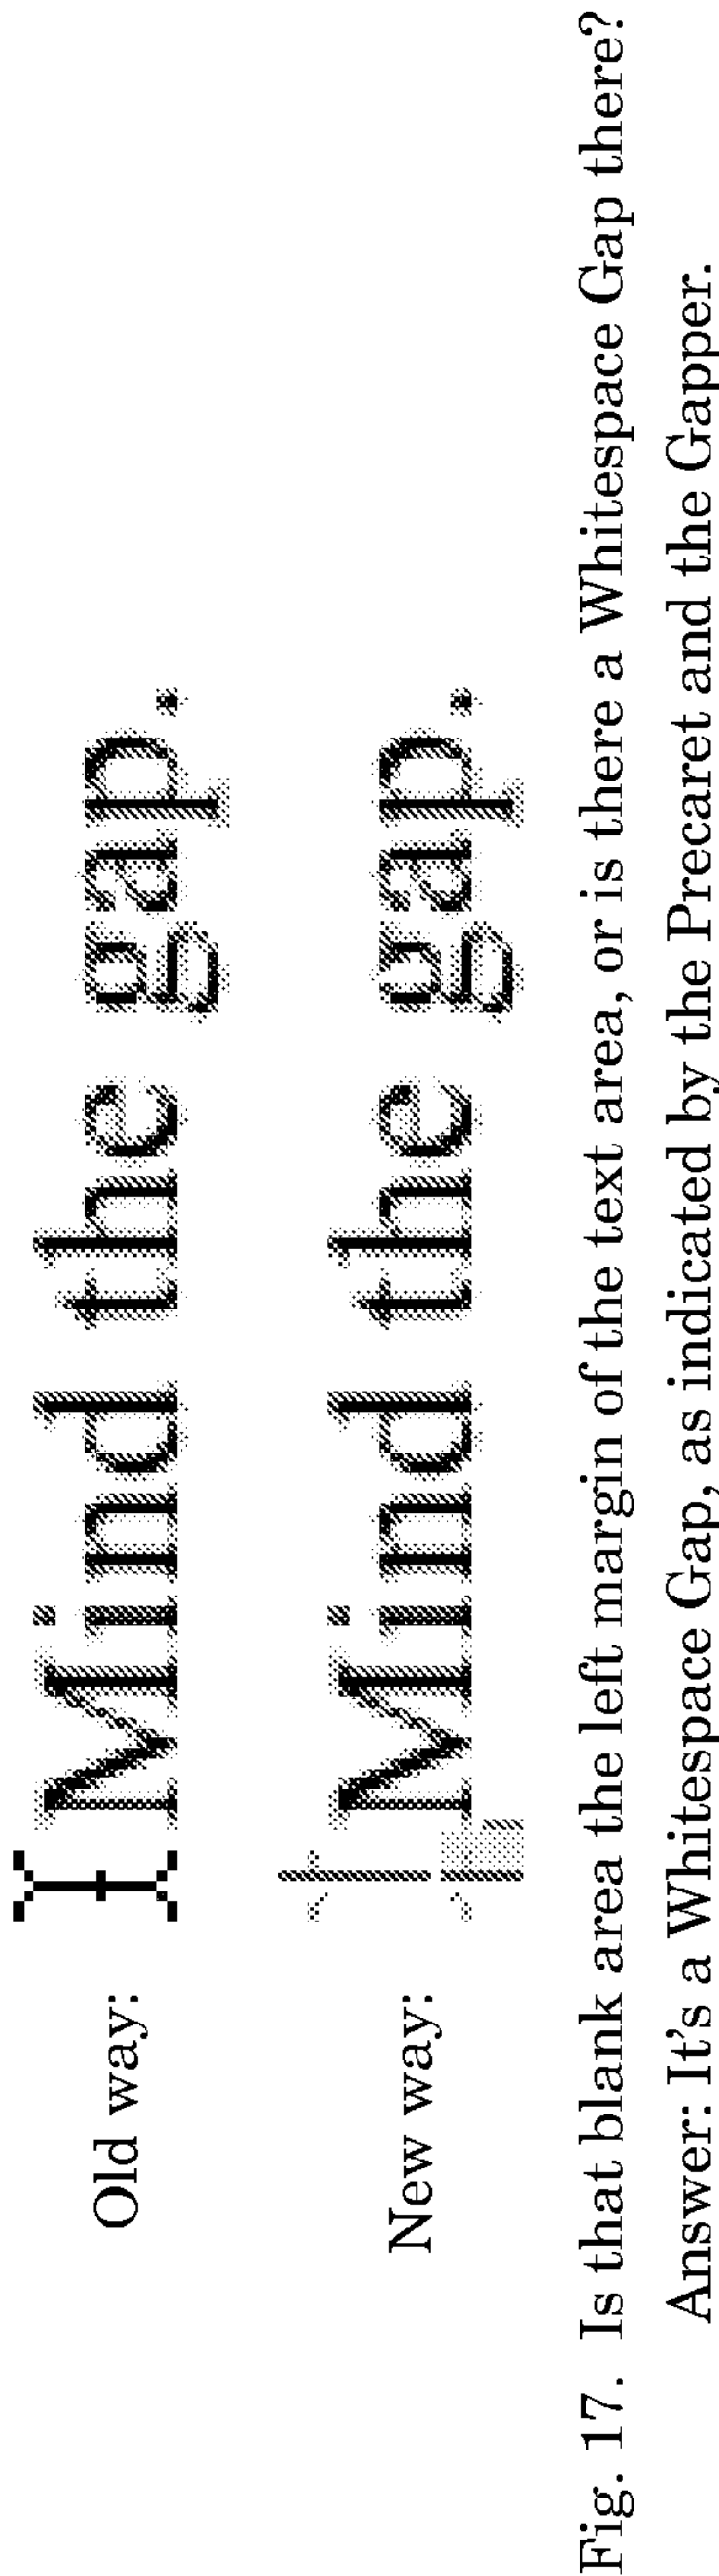 Old way: Mind the gap.
New way: Mind the gap.
Fig. 17. Is that blank area the left margin of the text area, or is there a Whitespace Gap there?
Answer: It's a Whitespace Gap, as indicated by the Precaret and the Gapper.